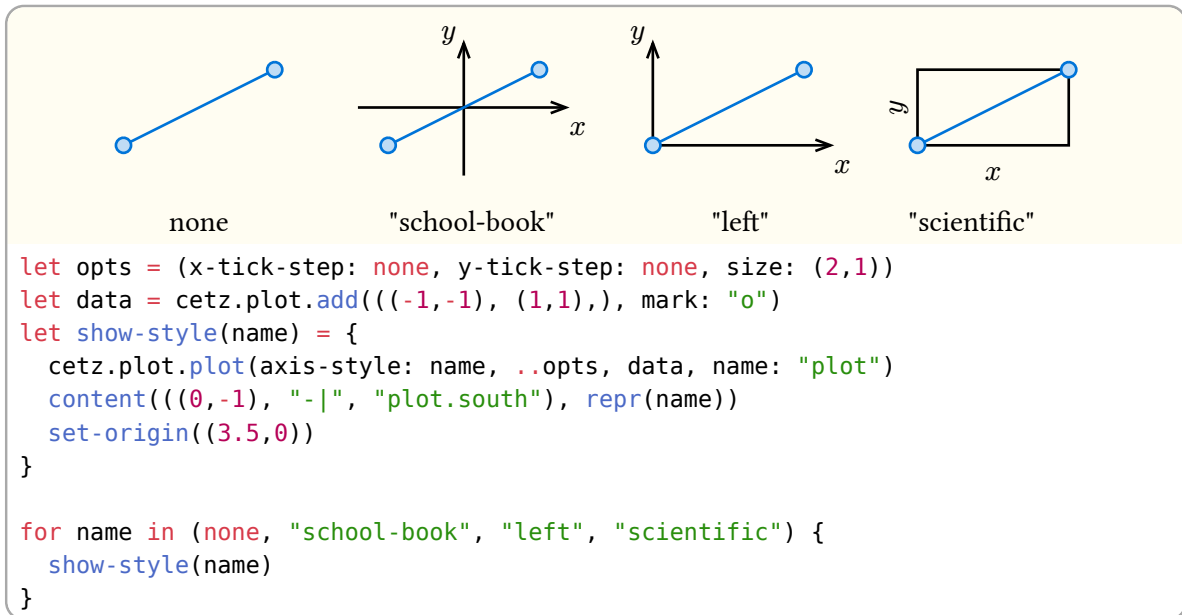 y y
x x y x
none "school-book" "left" "scientific"
let opts = (x-tick-step: none, y-tick-step: none, size: (2,1))
let data = cetz.plot.add(((-1,-1), (1,1),), mark: "o")
let show-style(name) = {
  cetz.plot.plot(axis-style: name, ..opts, data, name: "plot")
  content(((0,-1), "-|", "plot.south"), repr(name))
  set-origin((3.5,0))
}

for name in (none, "school-book", "left", "scientific") {
  show-style(name)
}